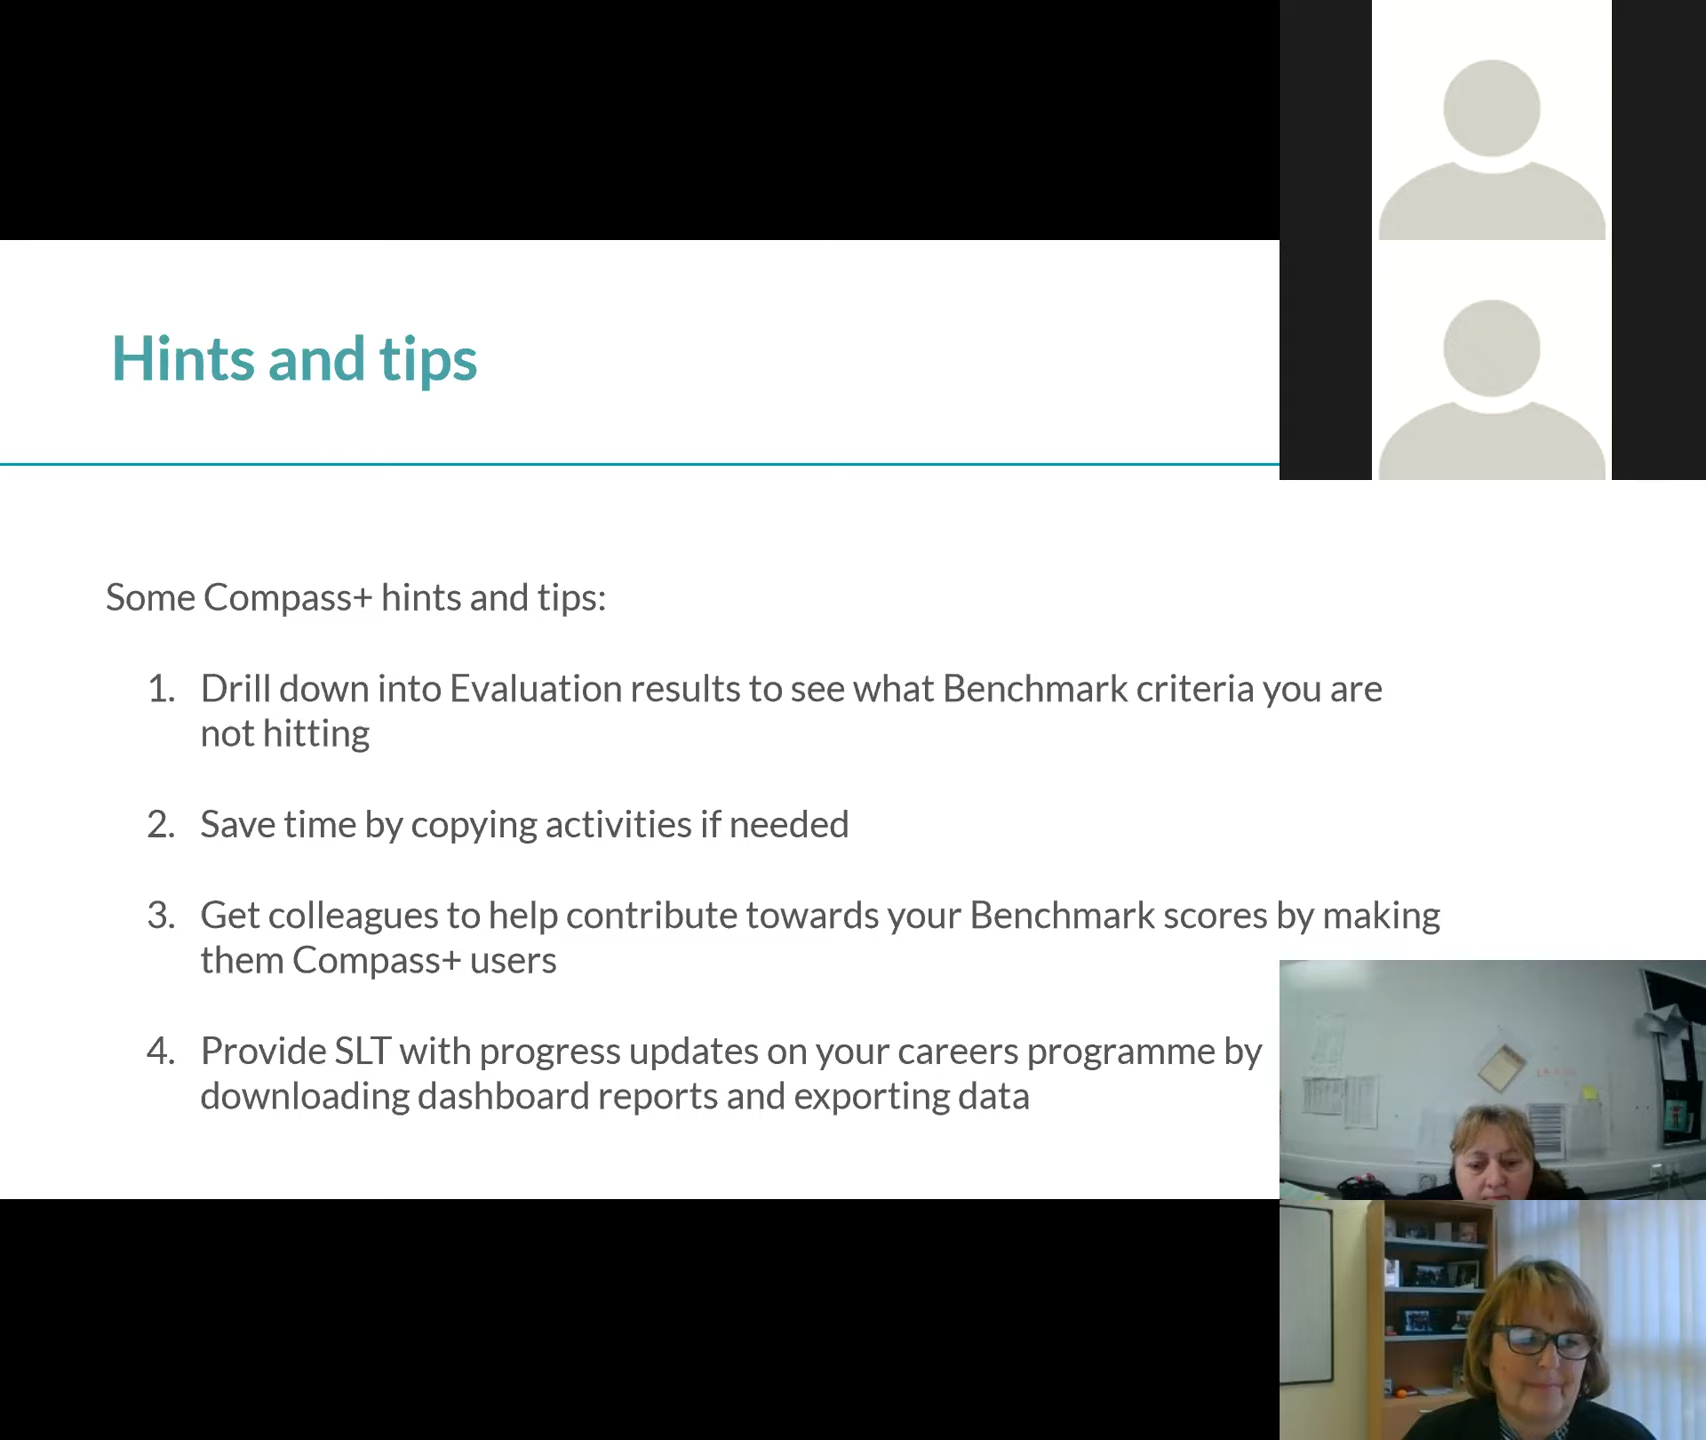 Hints and tips
Some Compass+ hints and tips:
1. Drill down into Evaluation results to see what Benchmark criteria you are
not hitting
2. Save time by copying activities if needed
3. Get colleagues to help contribute towards your Benchmark scores by making
them Compass+ users
4. Provide SLT with progress updates on your careers programme by
downloading dashboard reports and exporting data